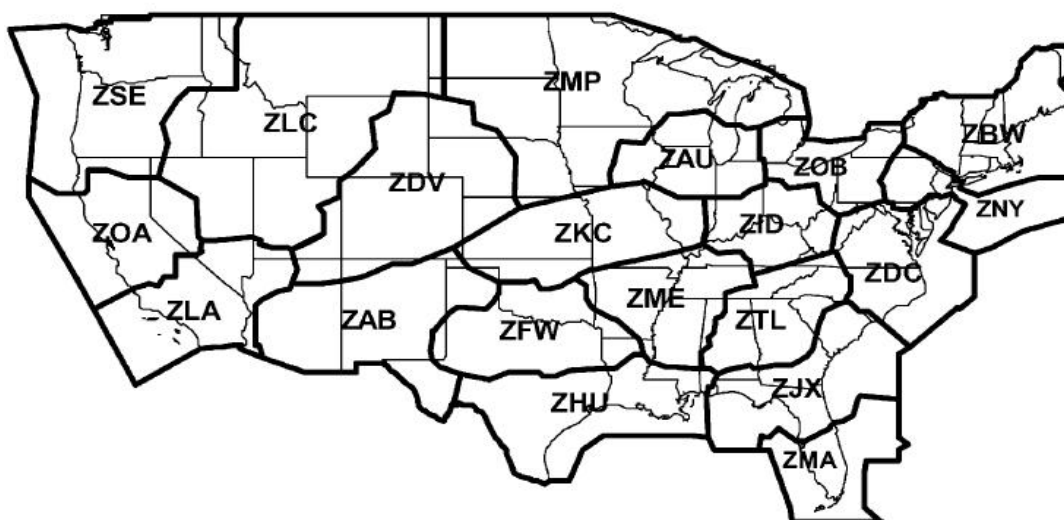 ZSE
ZLC
ZMP
ZBW
ZAU
ZOB
ZDV
ZNY
ZOA
ZKC
ZID
ZDC
ZLA
ZAB
ZFW
ZME
ZTL
ZHU
ZJX
ZMA